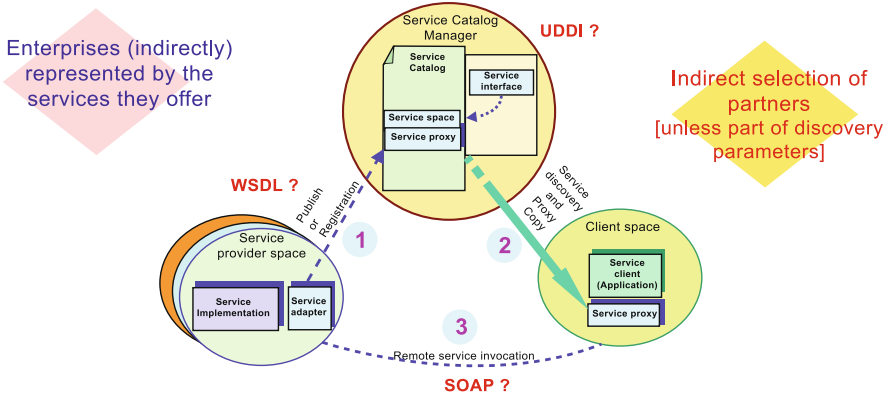 Service Catalog
Manager
UDDI ?
Enterprises (indirectly)
represented by the
services they offer
Service
Catalog
Service
interface
Service space
Service proxy
Indirect selection of
partners
[unless part of discovery
parameters]
WSDL ?
Publish
or
Registration
1
Service
discovery
and
Proxy
Copy
2
Service
provider space
Service
Implementation
Service
adapter
Client space
Service
client
(Application)
Service proxy
3
Remote service invocation
SOAP ?